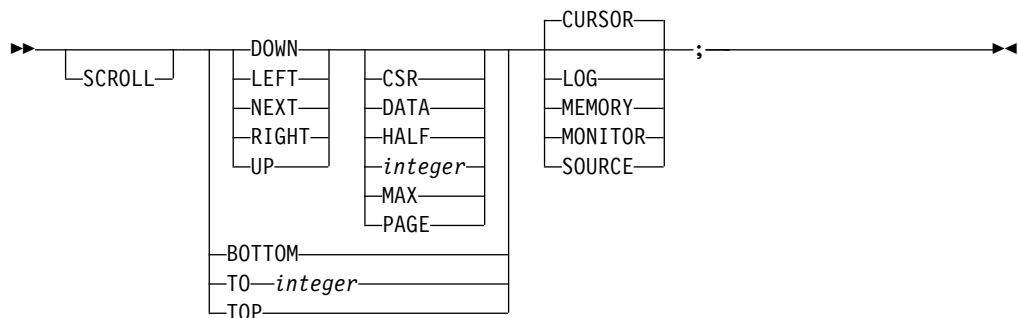 CURSOR
DOWN ;
SCROLL LEFT CSR LOG
NEXT DATA MEMORY
RIGHT HALF MONITOR
UP integer SOURCE
MAX
PAGE
BOTTOM
TO integer
TOP